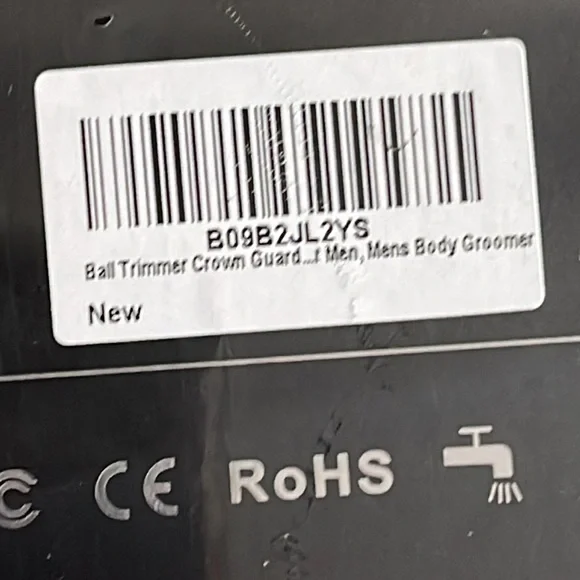 B09B2JL2YS
Ball Trimmer Crown Guard...r Men, Mens Body Groomer
New
CE RoHS